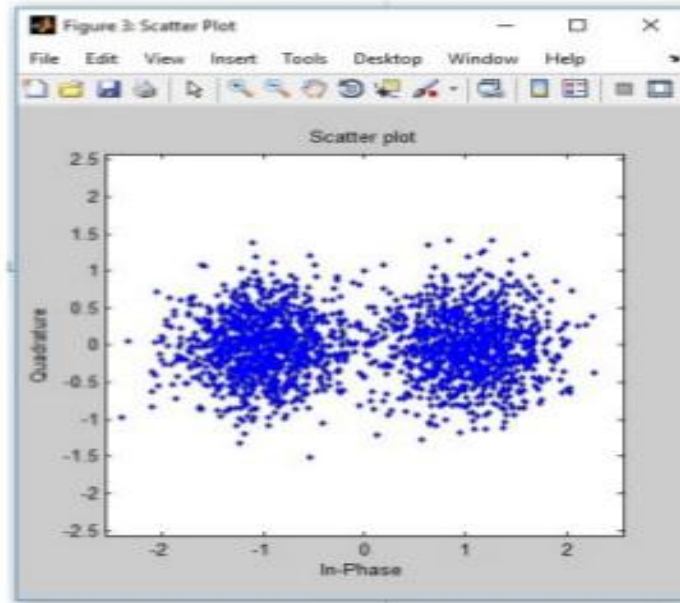 Figure 3: Scatter Plot
File Edit View Insert Tools Desktop Window Help
Scatter plot
2.5
2
1.5
1
0.5
0
-0.5
-1
-1.5
-2
-2.5
Quadrature
-2 -1 0 1 2
In-Phase